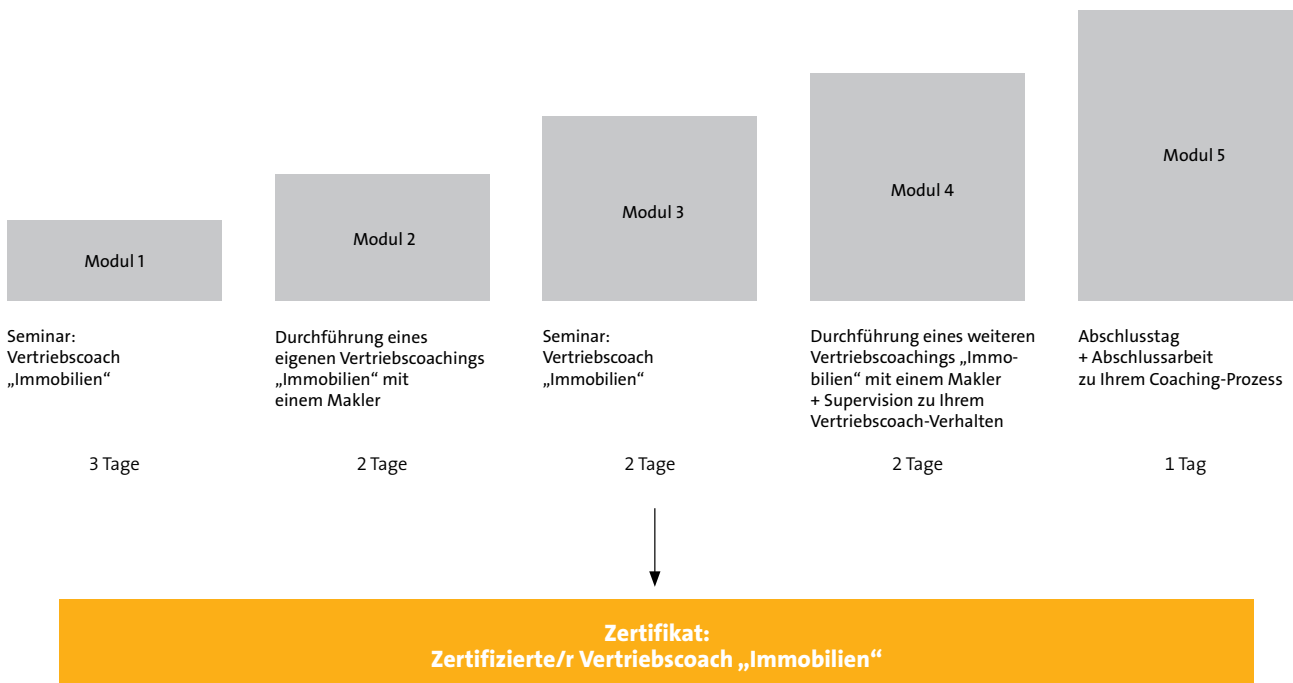 Modul 1
Modul 2
Modul 3
Modul 4
Modul 5
Seminar:
Vertriebscoach
„Immobilien“
Durchführung eines
eigenen Vertriebscoachings
„Immobilien“ mit
einem Makler
Seminar:
Vertriebscoach
„Immobilien“
Durchführung eines weiteren
Vertriebscoachings „Immo-
bilien“ mit einem Makler
+ Supervision zu Ihrem
Vertriebscoach-Verhalten
Abschlusstag
+ Abschlussarbeit
zu Ihrem Coaching-Prozess
3 Tage
2 Tage
2 Tage
2 Tage
1 Tag
Zertifikat:
Zertifizierte/r Vertriebscoach „Immobilien“